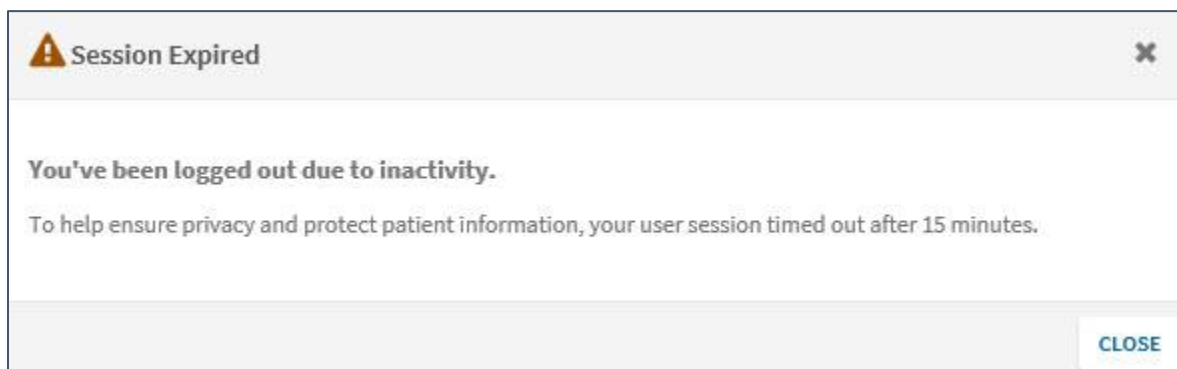 Session Expired
You've been logged out due to inactivity.
To help ensure privacy and protect patient information, your user session timed out after 15 minutes.
CLOSE